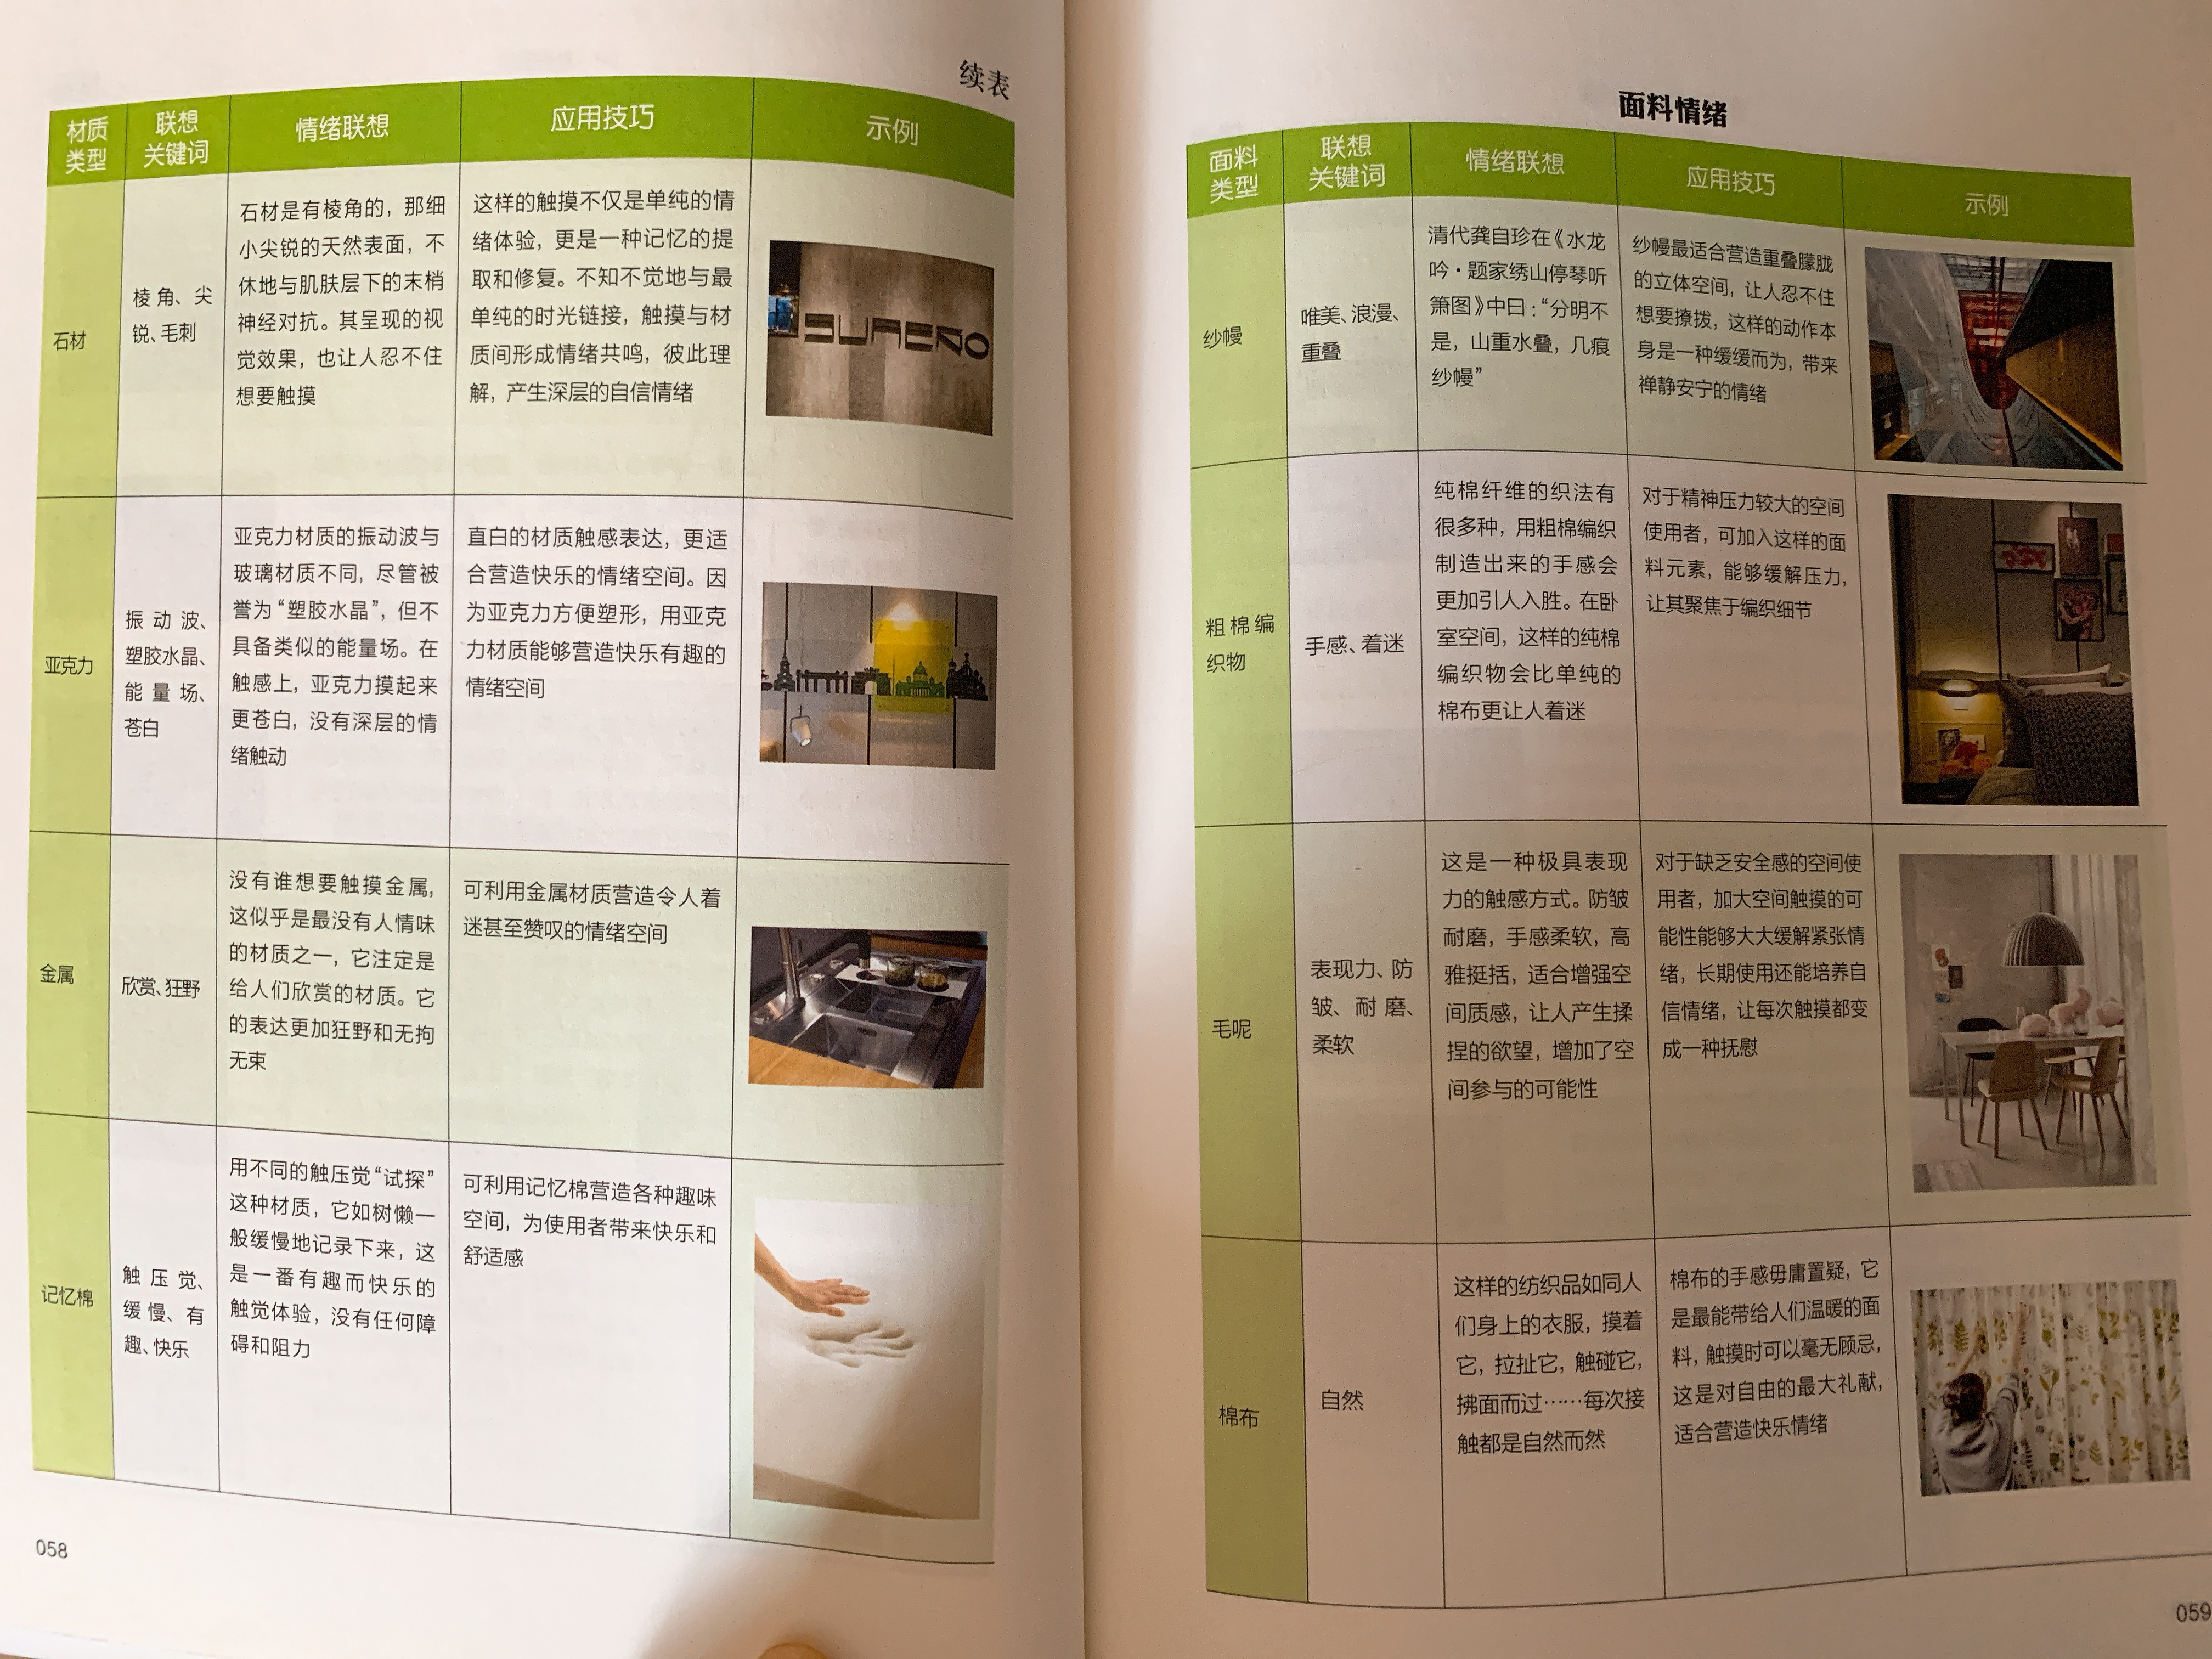 续表
材质
类型
联想
关键词
情绪联想
应用技巧
示例
石材
棱角、尖
锐、毛刺
石材是有棱角的，那细
小尖锐的天然表面，不
休地与肌肤层下的末梢
神经对抗。其呈现的视
觉效果，也让人忍不住
想要触摸
这样的触摸不仅是单纯的情
绪体验，更是一种记忆的提
取和修复。不知不觉地与最
单纯的时光链接，触摸与材
质间形成情绪共鸣，彼此理
解，产生深层的自信情绪
亚克力
振动波、
塑胶水晶、
能量场、
苍白
亚克力材质的振动波与
玻璃材质不同，尽管被
誉为“塑胶水晶”，但不
具备类似的能量场。在
触感上，亚克力摸起来
更苍白，没有深层的情
绪触动
直白的材质触感表达，更适
合营造快乐的情绪空间。因
为亚克力方便塑形，用亚克
力材质能够营造快乐有趣的
情绪空间
金属
欣赏、狂野
没有谁想要触摸金属，
这似乎是最没有人情味
的材质之一，它注定是
给人们欣赏的材质。它
的表达更加狂野和无拘
无束
可利用金属材质营造令人着
迷甚至赞叹的情绪空间
记忆棉
触压觉、
缓慢、有
趣、快乐
用不同的触压觉“试探”
这种材质，它如树懒一
般缓慢地记录下来，这
是一番有趣而快乐的
触觉体验，没有任何障
碍和阻力
可利用记忆棉营造各种趣味
空间，为使用者带来快乐和
舒适感
058
面料情绪
面料
类型
联想
关键词
情绪联想
应用技巧
示例
纱幔
唯美、浪漫、
重叠
清代龚自珍在《水龙
吟·题家绣山停琴听
箫图》中曰：“分明不
是，山重水叠，几痕
纱幔”
纱幔最适合营造重叠朦胧
的立体空间，让人忍不住
想要撩拨，这样的动作本
身是一种缓缓而为，带来
禅静安宁的情绪
粗棉编
织物
手感、着迷
纯棉纤维的织法有
很多种，用粗棉编织
制造出来的手感会
更加引人入胜。在卧
室空间，这样的纯棉
编织物会比单纯的
棉布更让人着迷
对于精神压力较大的空间
使用者，可加入这样的面
料元素，能够缓解压力，
让其聚焦于编织细节
毛呢
表现力、防
皱、耐磨、
柔软
这是一种极具表现
力的触感方式。防皱
耐磨，手感柔软，高
雅挺括，适合增强空
间质感，让人产生揉
捏的欲望，增加了空
间参与的可能性
对于缺乏安全感的空间使
用者，加大空间触摸的可
能性能够大大缓解紧张情
绪，长期使用还能培养自
信情绪，让每次触摸都变
成一种抚慰
棉布
自然
这样的纺织品如同人
们身上的衣服，摸着
它，拉扯它，触碰它，
拂面而过……每次接
触都是自然而然
棉布的手感毋庸置疑，它
是最能带给人们温暖的面
料，触摸时可以毫无顾忌，
这是对自由的最大礼献，
适合营造快乐情绪
059